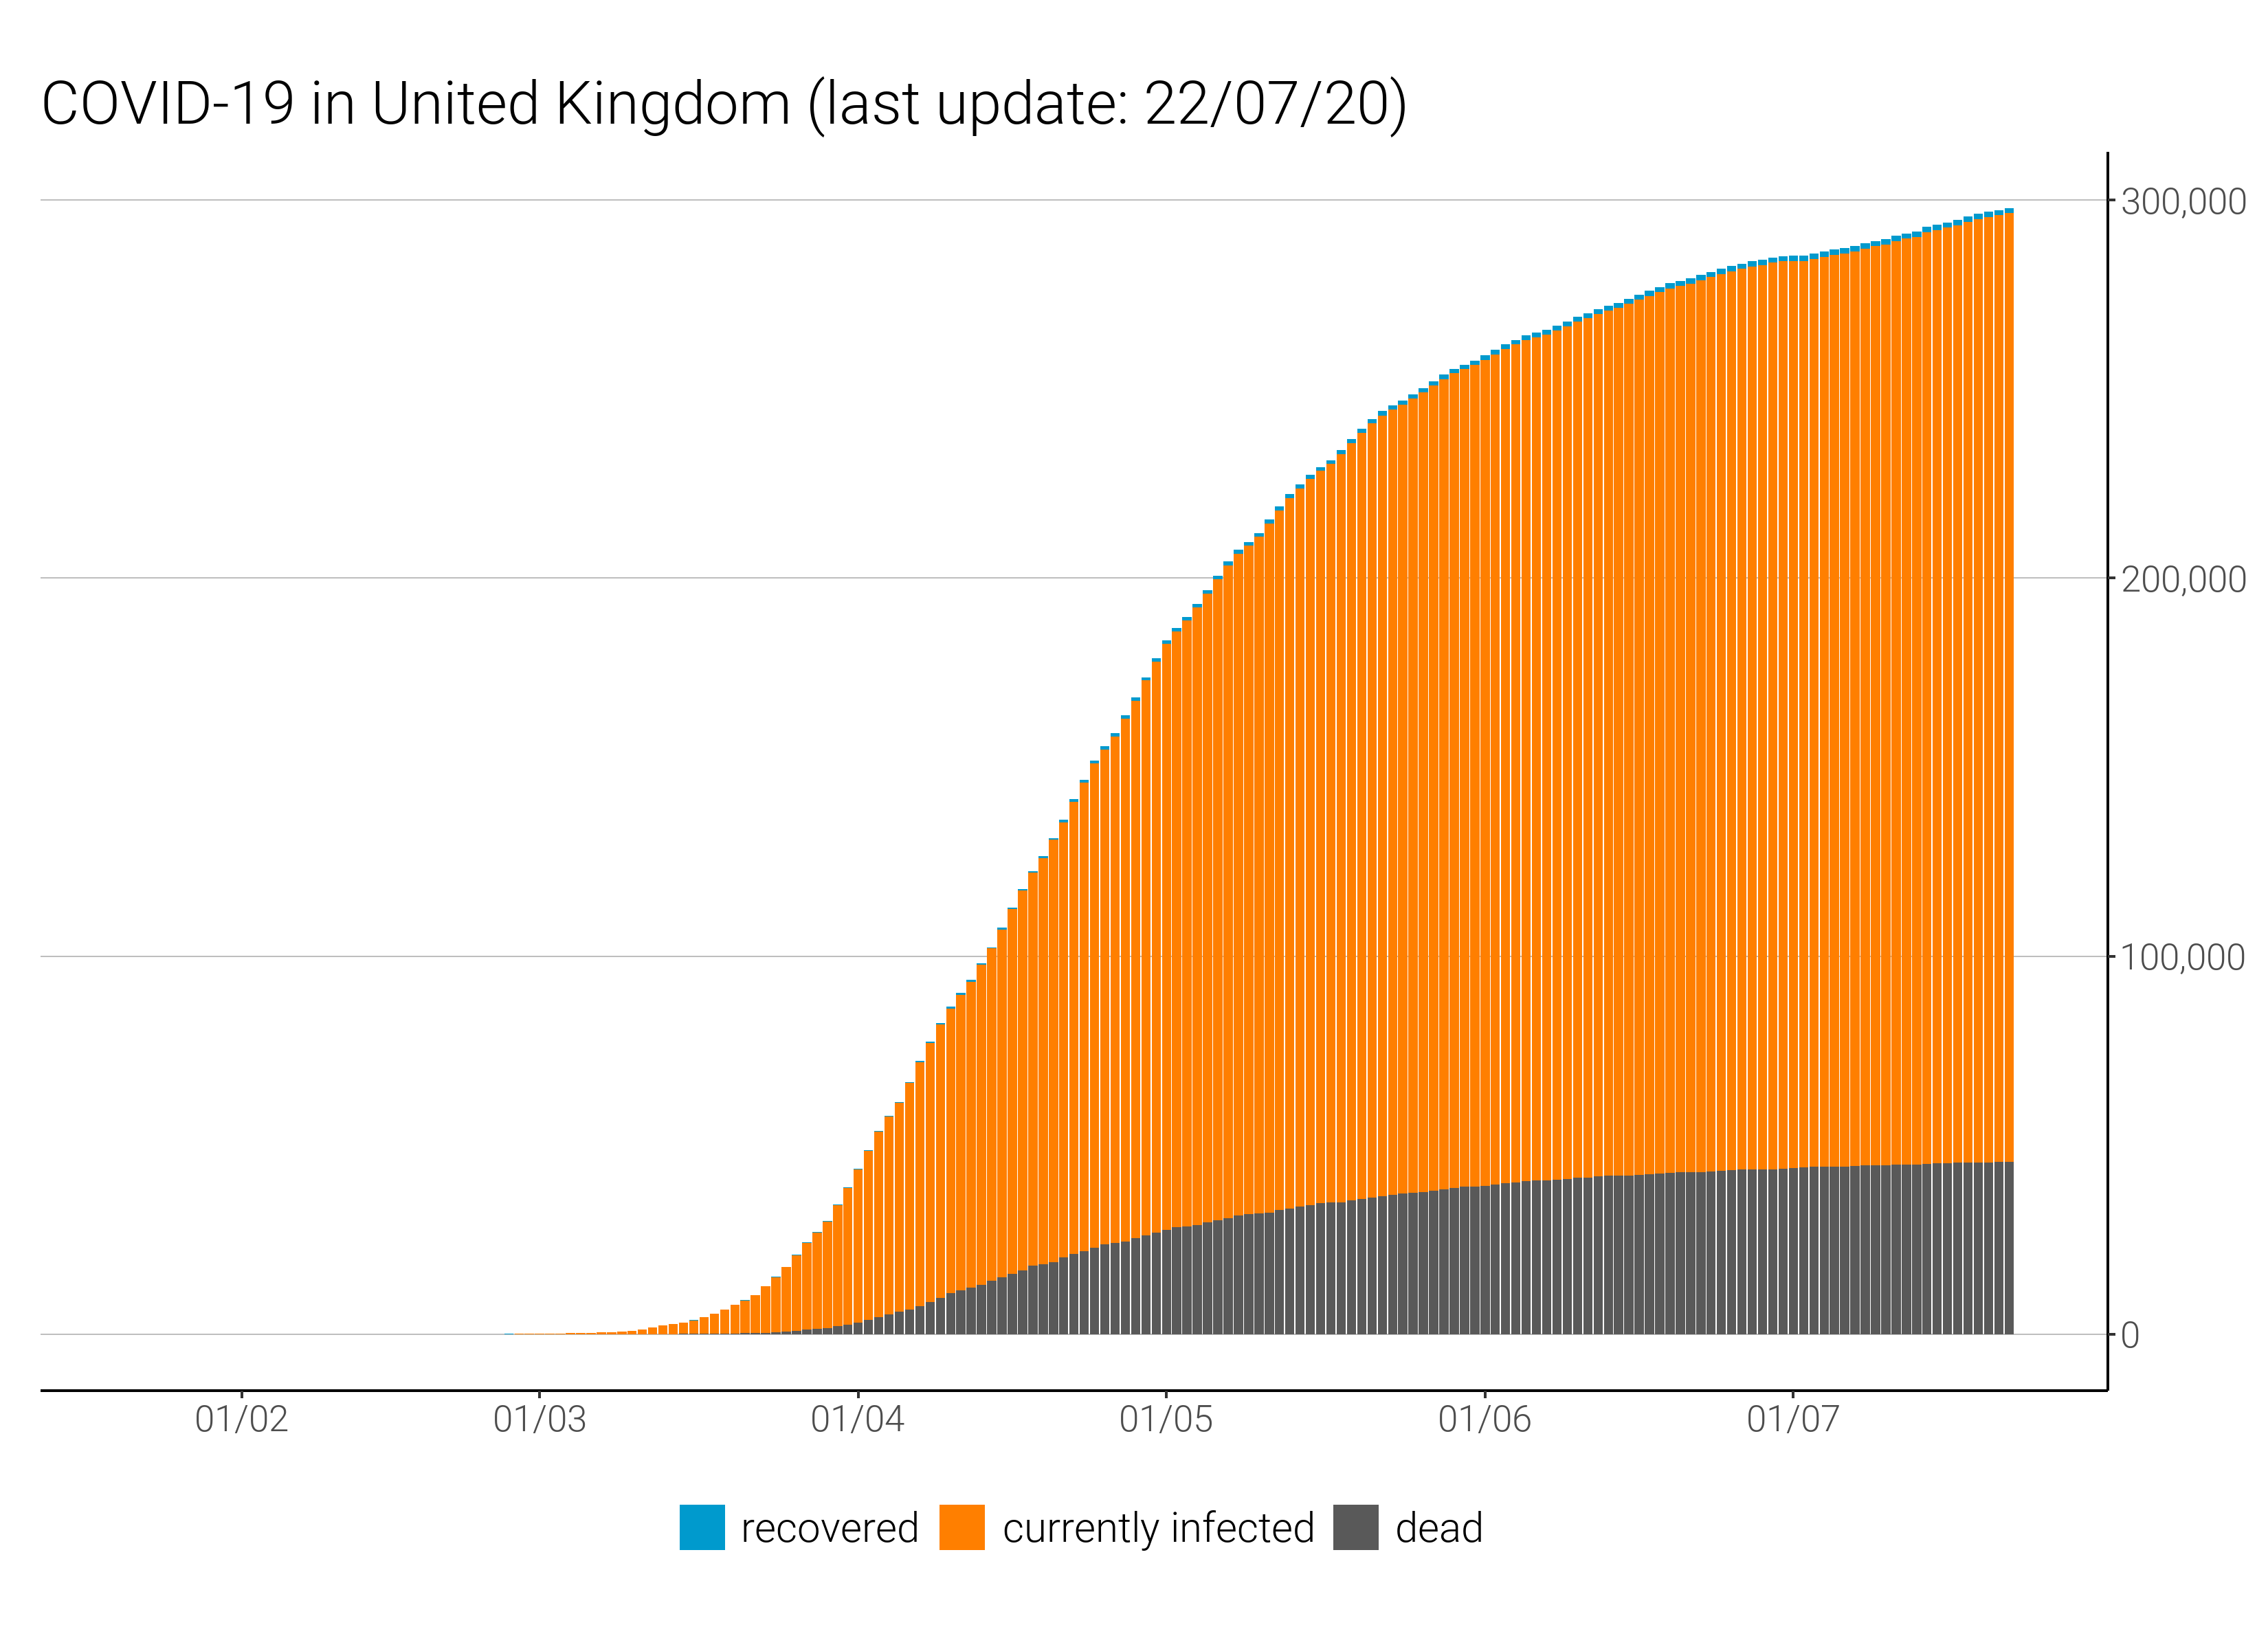 COVID-19 in United Kingdom (last update: 22/07/20)
300,000
200,000
100,000
0
01/02 01/03 01/04 01/05 01/06 01/07
recovered currently infected dead